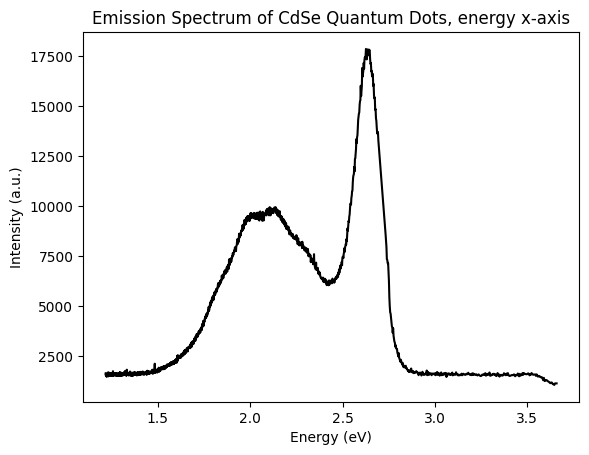 Emission Spectrum of CdSe Quantum Dots, energy x-axis
17500
15000
12500
10000
7500
5000
2500
Intensity (a.u.)
1.5 2.0 2.5 3.0 3.5
Energy (eV)